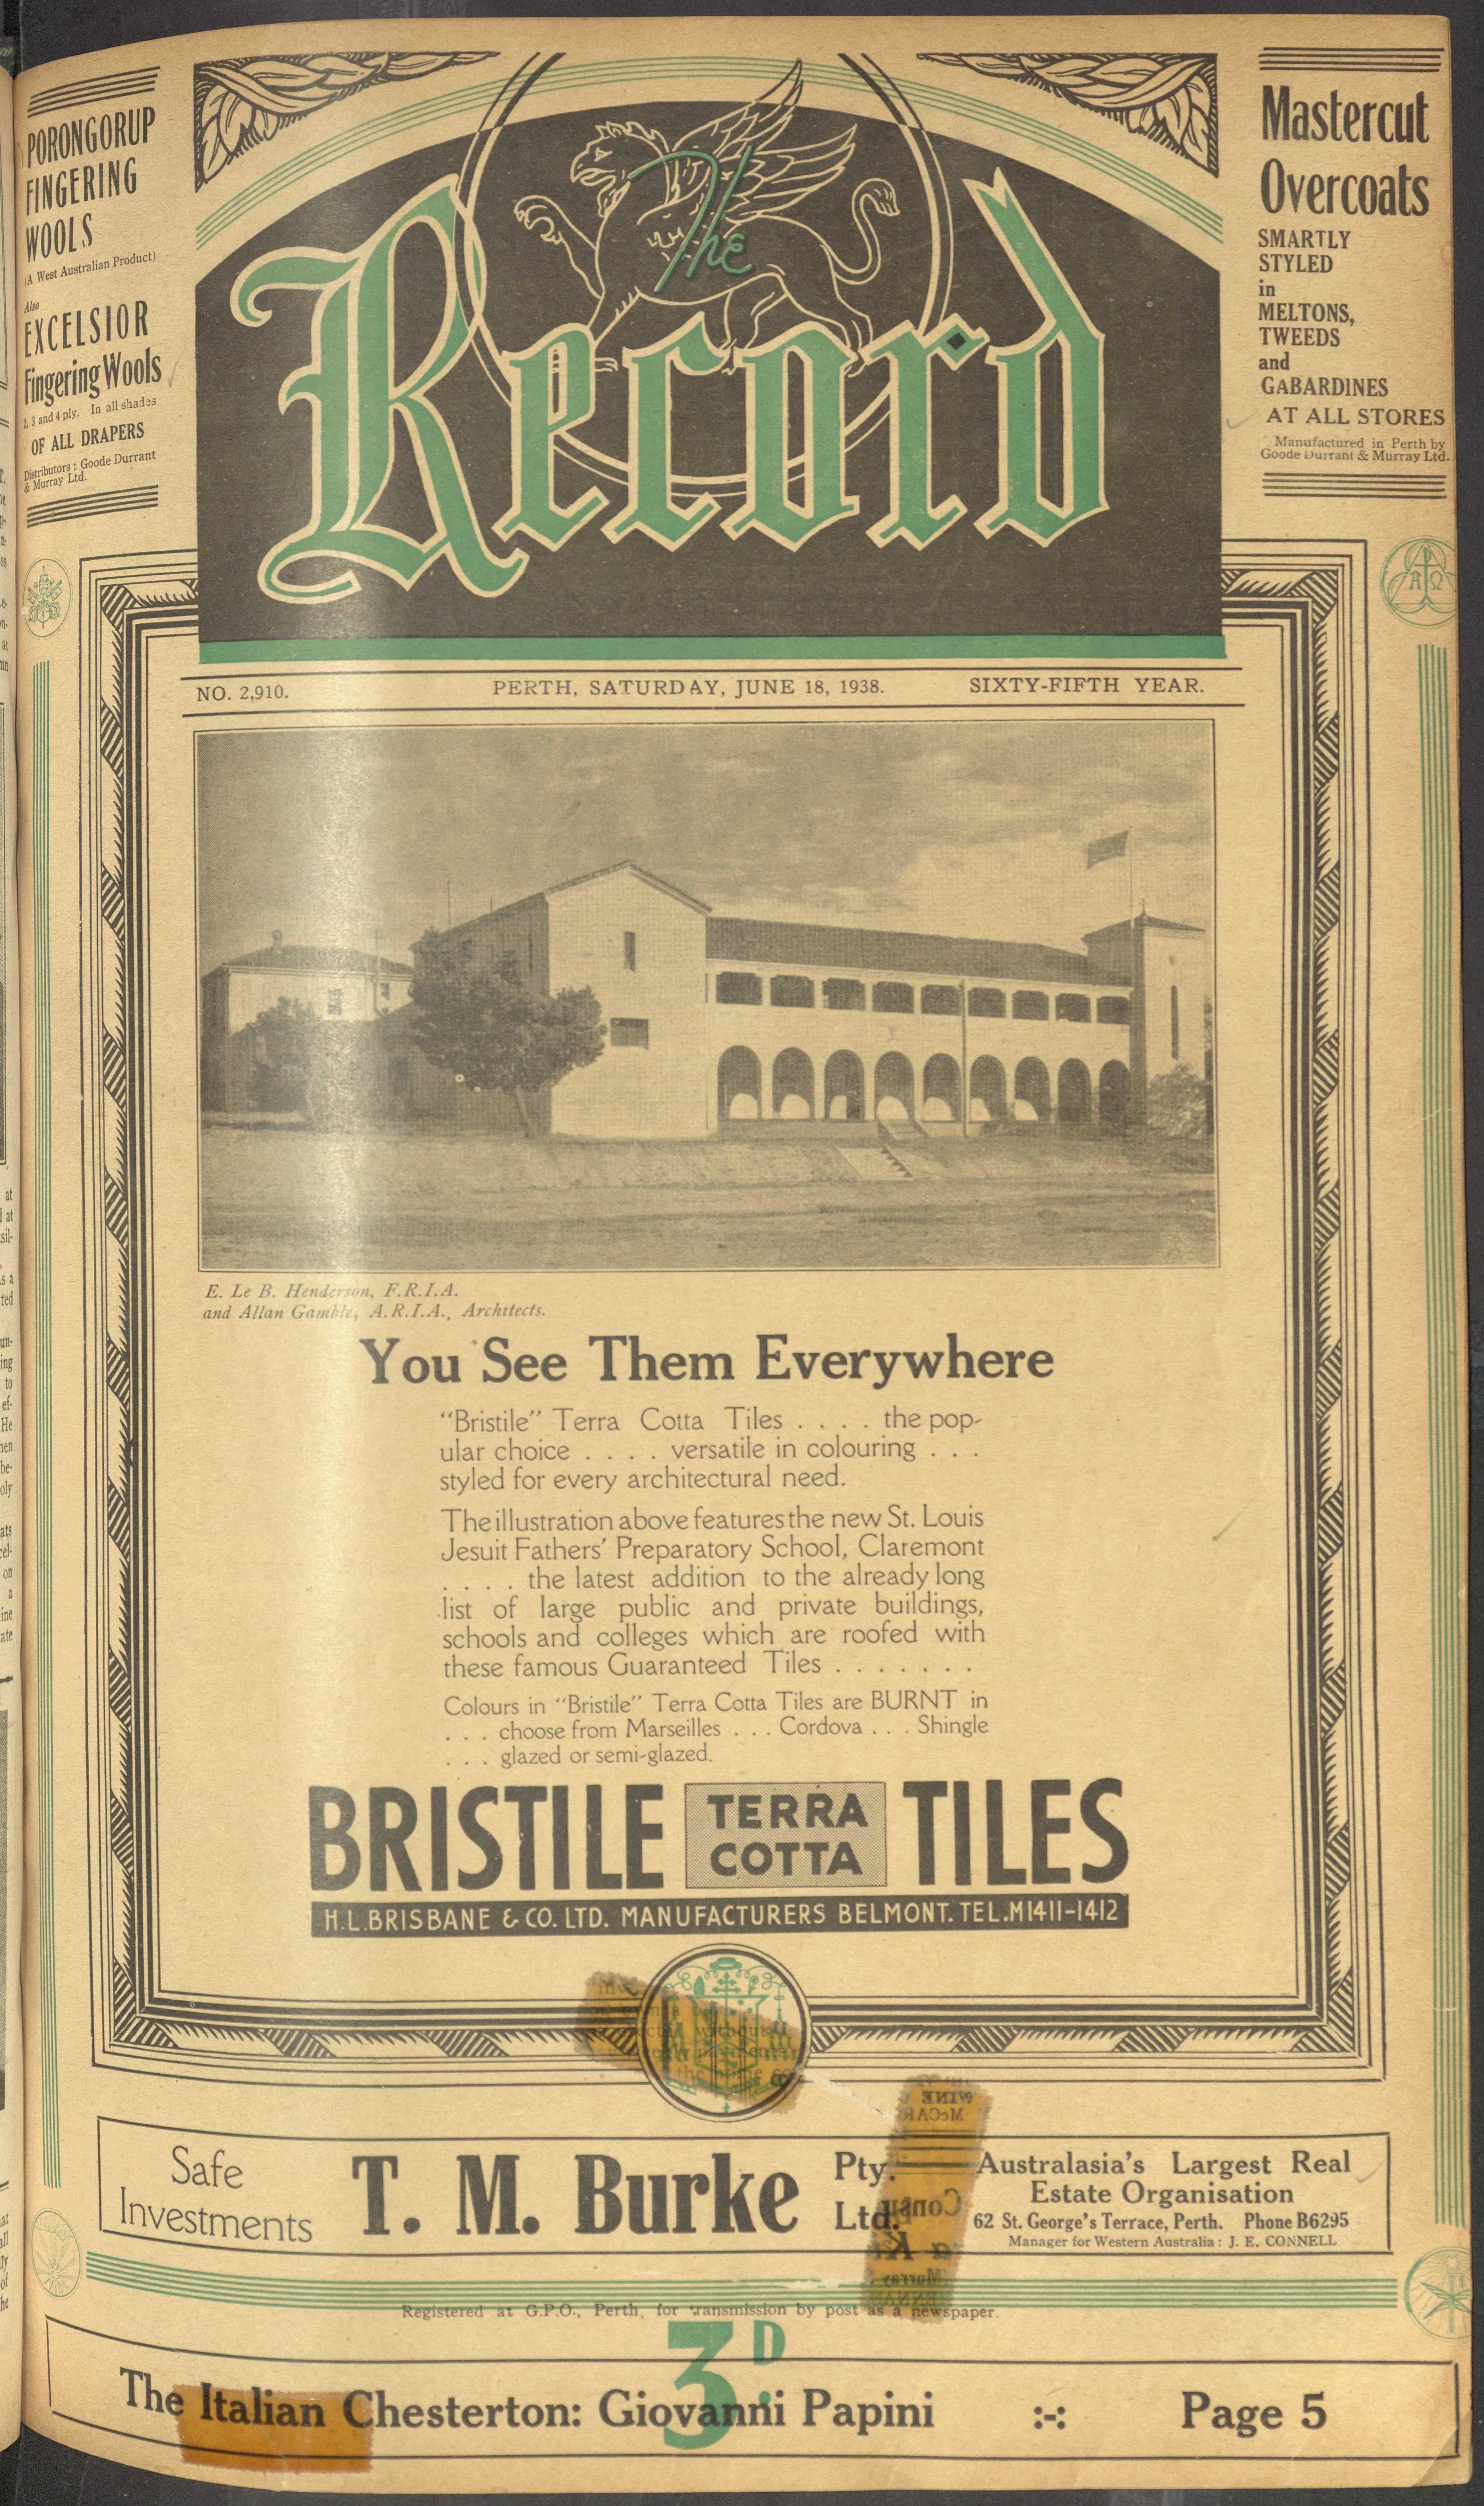 PORONGORUP
FINGERING
WOOLS
(A West Australian Product)
Also
EXCELSIOR
Fingering Wools
2, 3 and 4 ply. In all shades
OF ALL DRAPERS
Distributors: Goode Durrant
& Murray Ltd.
The
Record
Mastercut
Overcoats
SMARTLY
STYLED
in
MELTONS,
TWEEDS
and
GABARDINES
AT ALL STORES
Manufactured in Perth by
Goode Durrant & Murray Ltd.
A Ω
NO. 2,910. PERTH, SATURDAY, JUNE 18, 1938. SIXTY-FIFTH YEAR.
E. Le B. Henderson, F.R.I.A.
and Allan Gamble, A.R.I.A., Architects.
You See Them Everywhere
"Bristile" Terra Cotta Tiles . . . . the pop-
ular choice . . . . versatile in colouring . . .
styled for every architectural need.
The illustration above features the new St. Louis
Jesuit Fathers' Preparatory School, Claremont
. . . . the latest addition to the already long
list of large public and private buildings,
schools and colleges which are roofed with
these famous Guaranteed Tiles . . . . . . .
Colours in "Bristile" Terra Cotta Tiles are BURNT in
. . . choose from Marseilles . . . Cordova . . . Shingle
. . . glazed or semi-glazed.
BRISTILE TERRA COTTA TILES
H.L.BRISBANE & CO. LTD. MANUFACTURERS BELMONT. TEL.M1411-1412
Safe
Investments
T. M. Burke
Pty.
Ltd.
Australasia's Largest Real
Estate Organisation
62 St. George's Terrace, Perth. Phone B6295
Manager for Western Australia: J. E. CONNELL
Registered at G.P.O., Perth, for transmission by post as a newspaper.
3D.
The Italian Chesterton: Giovanni Papini :-: Page 5